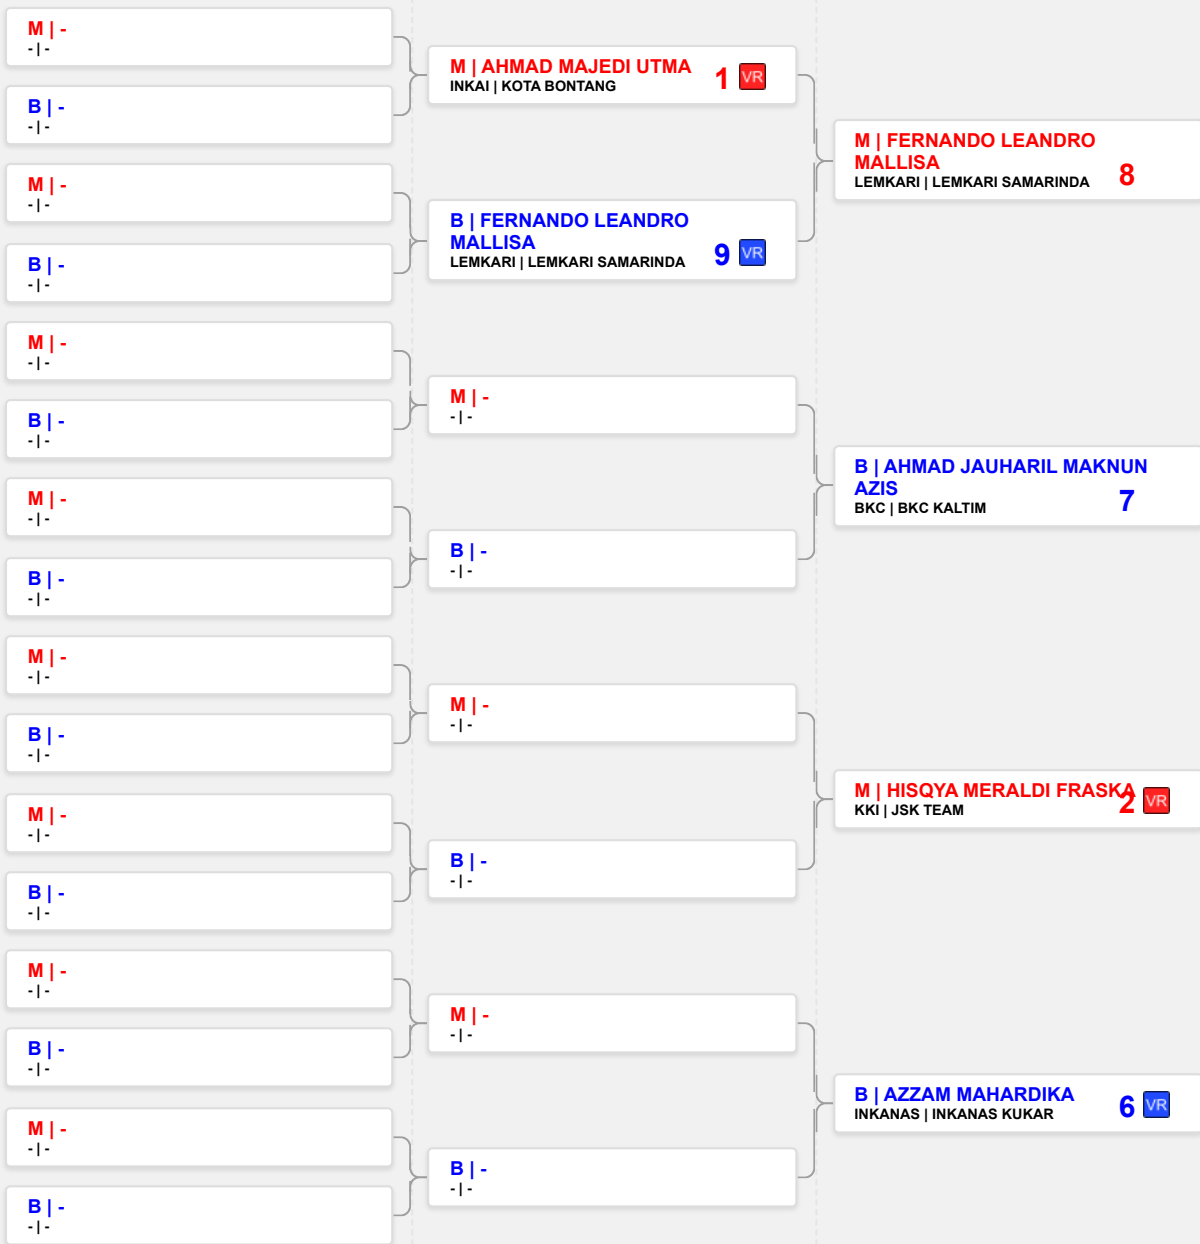 M | -
- | -
B | -
- | -
M | -
- | -
B | -
- | -
M | -
- | -
B | -
- | -
M | -
- | -
B | -
- | -
M | -
- | -
B | -
- | -
M | -
- | -
B | -
- | -
M | -
- | -
B | -
- | -
M | -
- | -
B | -
- | -
M | AHMAD MAJEDI UTMA
INKAI | KOTA BONTANG
1 VR
B | FERNANDO LEANDRO
MALLISA
LEMKARI | LEMKARI SAMARINDA
9 VR
M | -
- | -
B | -
- | -
M | -
- | -
B | -
- | -
M | -
- | -
B | -
- | -
M | FERNANDO LEANDRO
MALLISA
LEMKARI | LEMKARI SAMARINDA
8
B | AHMAD JAUHARIL MAKNUN
AZIS
BKC | BKC KALTIM
7
M | HISQYA MERALDI FRASKA
KKI | JSK TEAM
2 VR
B | AZZAM MAHARDIKA
INKANAS | INKANAS KUKAR
6 VR